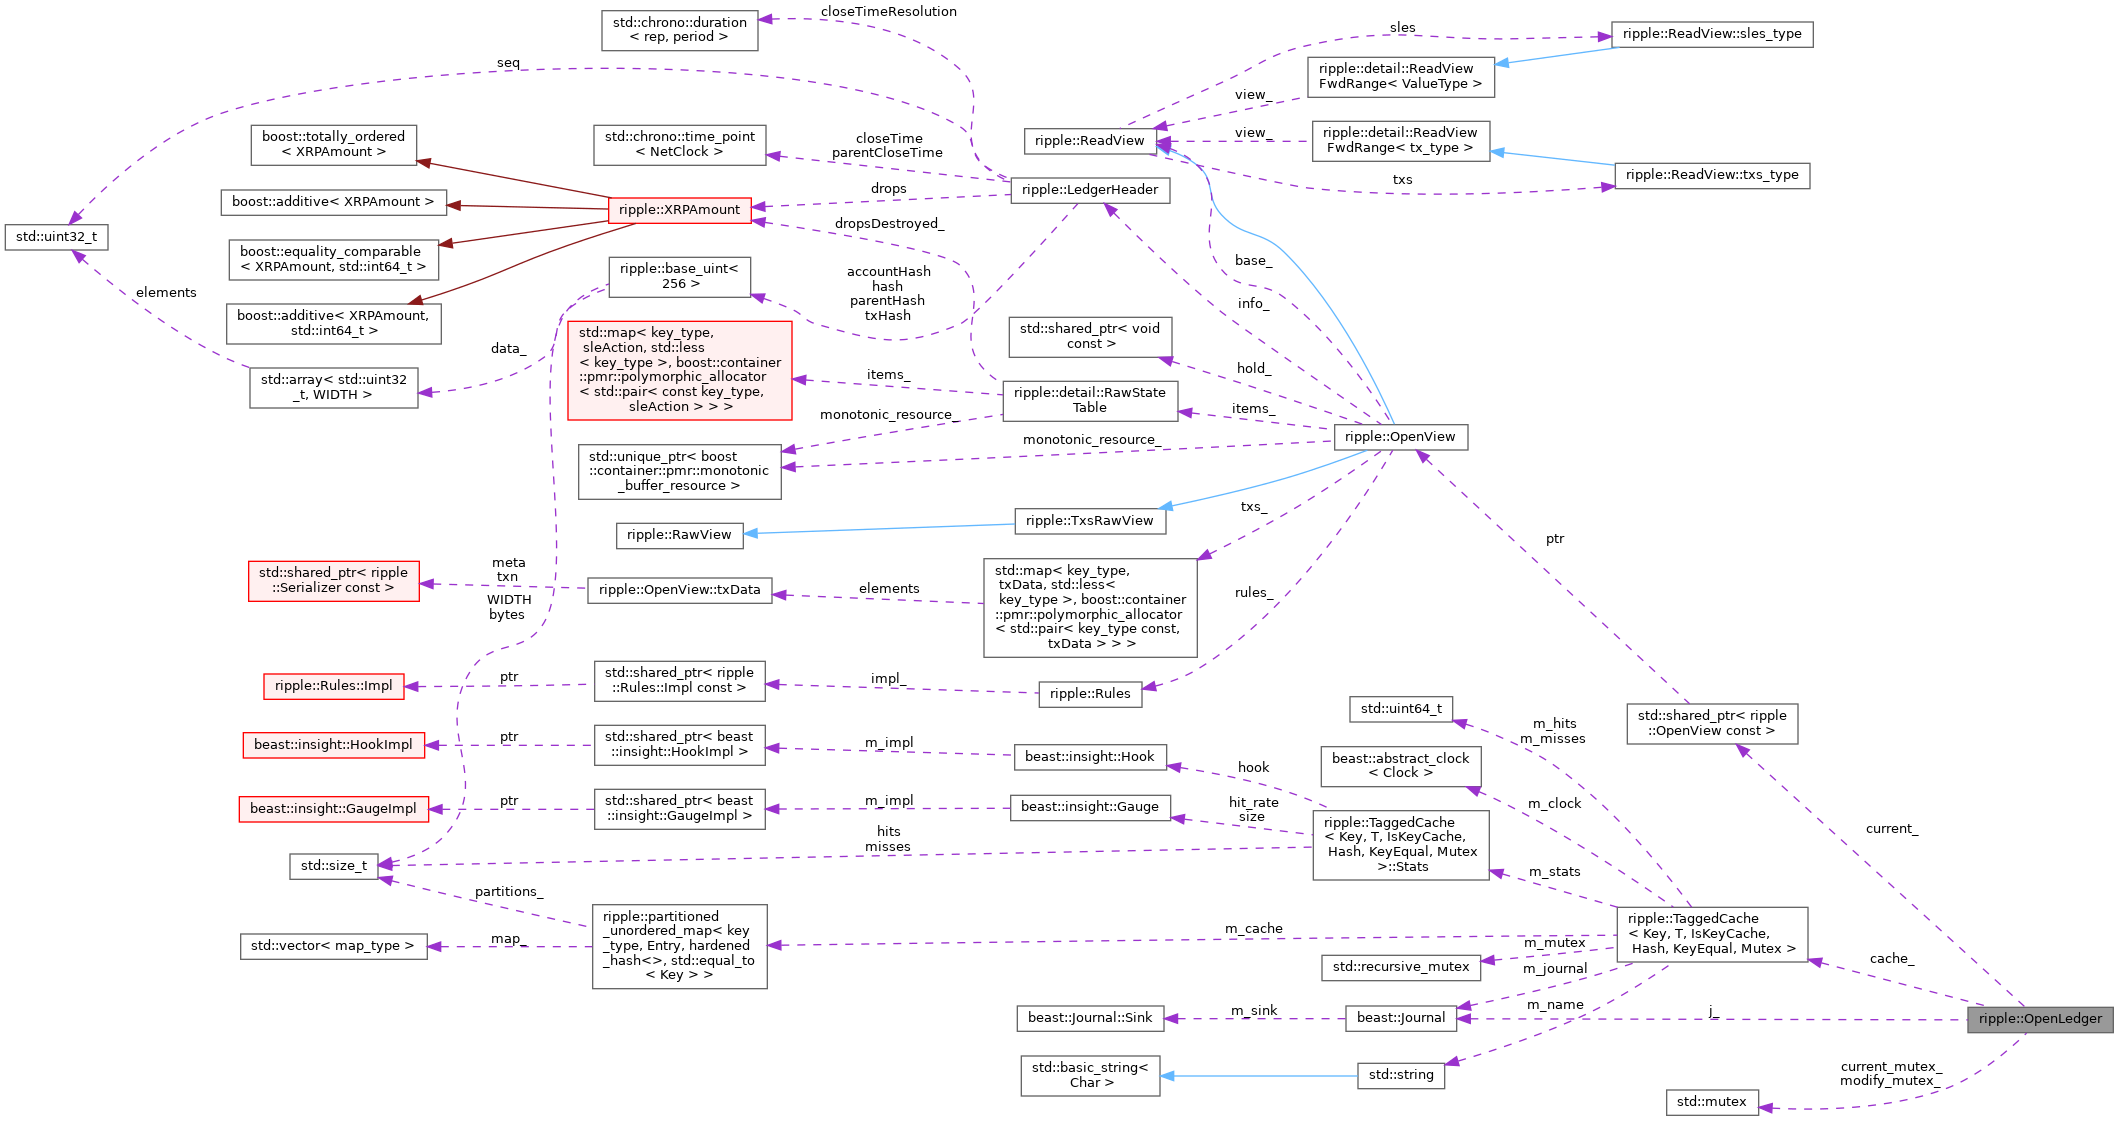 closeTimeResolution
std::chrono::duration
< rep, period >
sles
ripple::ReadView::sles_type
seq
ripple::detail::ReadView
FwdRange< ValueType >
view_
boost::totally_ordered
< XRPAmount >
std::chrono::time_point
< NetClock >
closeTime
parentCloseTime
ripple::ReadView
view_
ripple::detail::ReadView
FwdRange< tx_type >
ripple::ReadView::txs_type
txs
boost::additive< XRPAmount >
ripple::XRPAmount
drops
ripple::LedgerHeader
dropsDestroyed_
std::uint32_t
boost::equality_comparable
< XRPAmount, std::int64_t >
ripple::base_uint<
256 >
accountHash
hash
parentHash
txHash
base_
info_
elements
boost::additive< XRPAmount,
std::int64_t >
std::map< key_type,
sleAction, std::less
< key_type >, boost::container
::pmr::polymorphic_allocator
< std::pair< const key_type,
sleAction > > >
std::shared_ptr< void
const >
data_
hold_
std::array< std::uint32
_t, WIDTH >
items_
ripple::detail::RawState
Table
items_
monotonic_resource_
ripple::OpenView
monotonic_resource_
std::unique_ptr< boost
::container::pmr::monotonic
_buffer_resource >
txs_
ripple::TxsRawView
ripple::RawView
ptr
meta
txn
std::shared_ptr< ripple
::Serializer const >
ripple::OpenView::txData
elements
std::map< key_type,
txData, std::less<
key_type >, boost::container
::pmr::polymorphic_allocator
< std::pair< key_type const,
txData > > >
rules_
WIDTH
bytes
ripple::Rules::Impl
ptr
std::shared_ptr< ripple
::Rules::Impl const >
impl_
ripple::Rules
std::uint64_t
m_hits
m_misses
std::shared_ptr< ripple
::OpenView const >
beast::insight::HookImpl
ptr
std::shared_ptr< beast
::insight::HookImpl >
m_impl
beast::insight::Hook
hook
beast::abstract_clock
< Clock >
beast::insight::GaugeImpl
ptr
std::shared_ptr< beast
::insight::GaugeImpl >
m_impl
beast::insight::Gauge
hit_rate
size
m_clock
ripple::TaggedCache
< Key, T, IsKeyCache,
Hash, KeyEqual, Mutex
>::Stats
current_
hits
misses
std::size_t
m_stats
partitions_
ripple::partitioned
_unordered_map< key
_type, Entry, hardened
_hash<>, std::equal_to
< Key > >
ripple::TaggedCache
< Key, T, IsKeyCache,
Hash, KeyEqual, Mutex >
m_cache
std::vector< map_type >
map_
m_mutex
std::recursive_mutex
m_journal
cache_
m_name
beast::Journal::Sink
m_sink
beast::Journal
j_
ripple::OpenLedger
std::basic_string<
Char >
std::string
current_mutex_
modify_mutex_
std::mutex